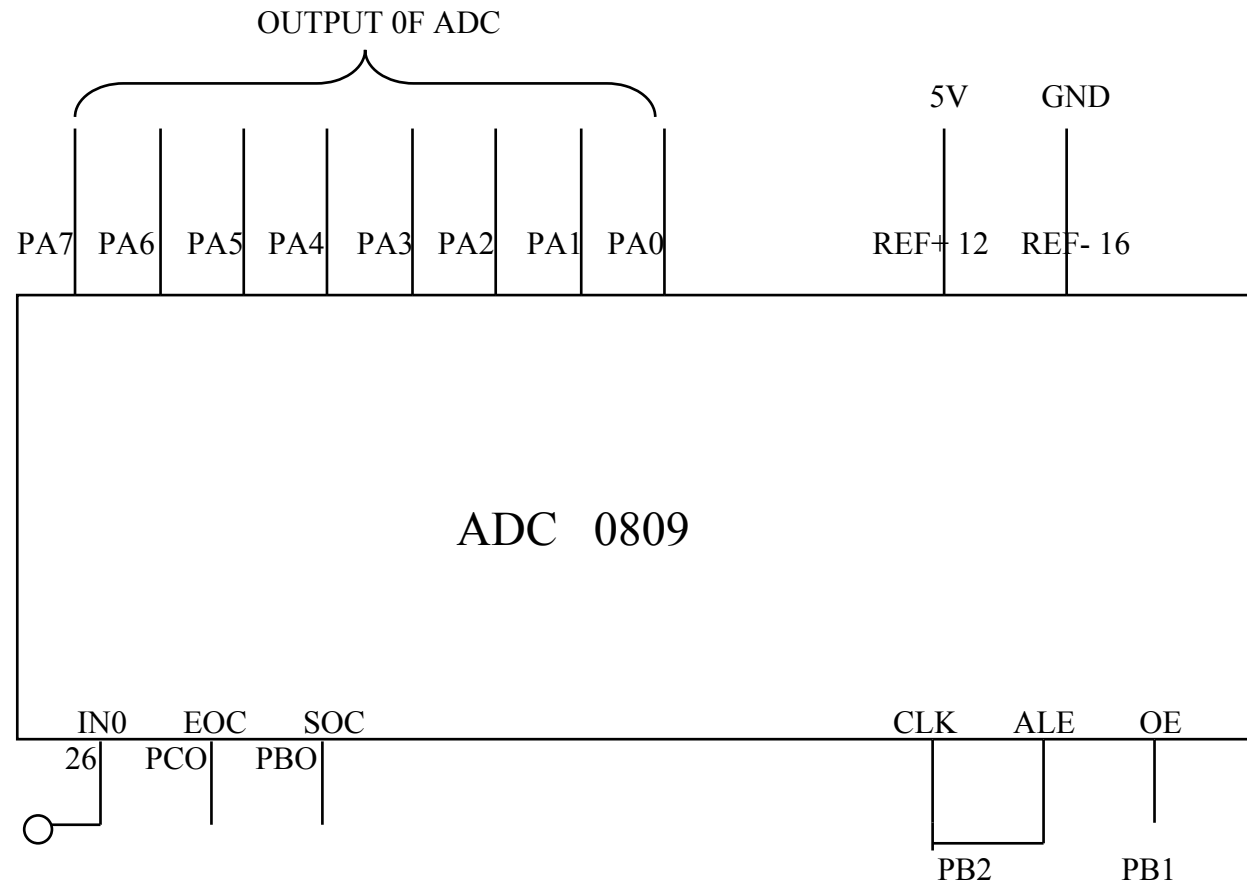 OUTPUT 0F ADC
5V GND
PA7 PA6 PA5 PA4 PA3 PA2 PA1 PA0 REF+ 12 REF- 16
ADC 0809
IN0 EOC SOC CLK ALE OE
26 PCO PBO
PB2 PB1